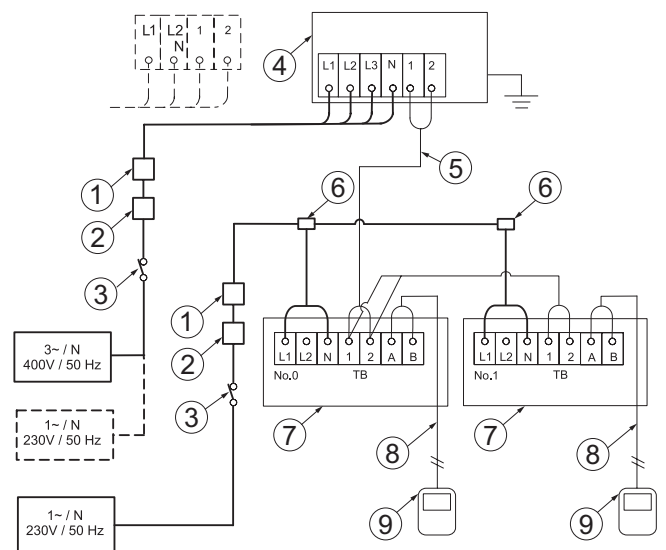 L1 L2 N 1 2
4
L1 L2 L3 N 1 2
1
2
3
5
6
6
1
2
3
3~ / N
400V / 50 Hz
1~ / N
230V / 50 Hz
1~ / N
230V / 50 Hz
L1 L2 N 1 2 A B
No.0 TB
L1 L2 N 1 2 A B
No.1 TB
7
8
7
8
9
9